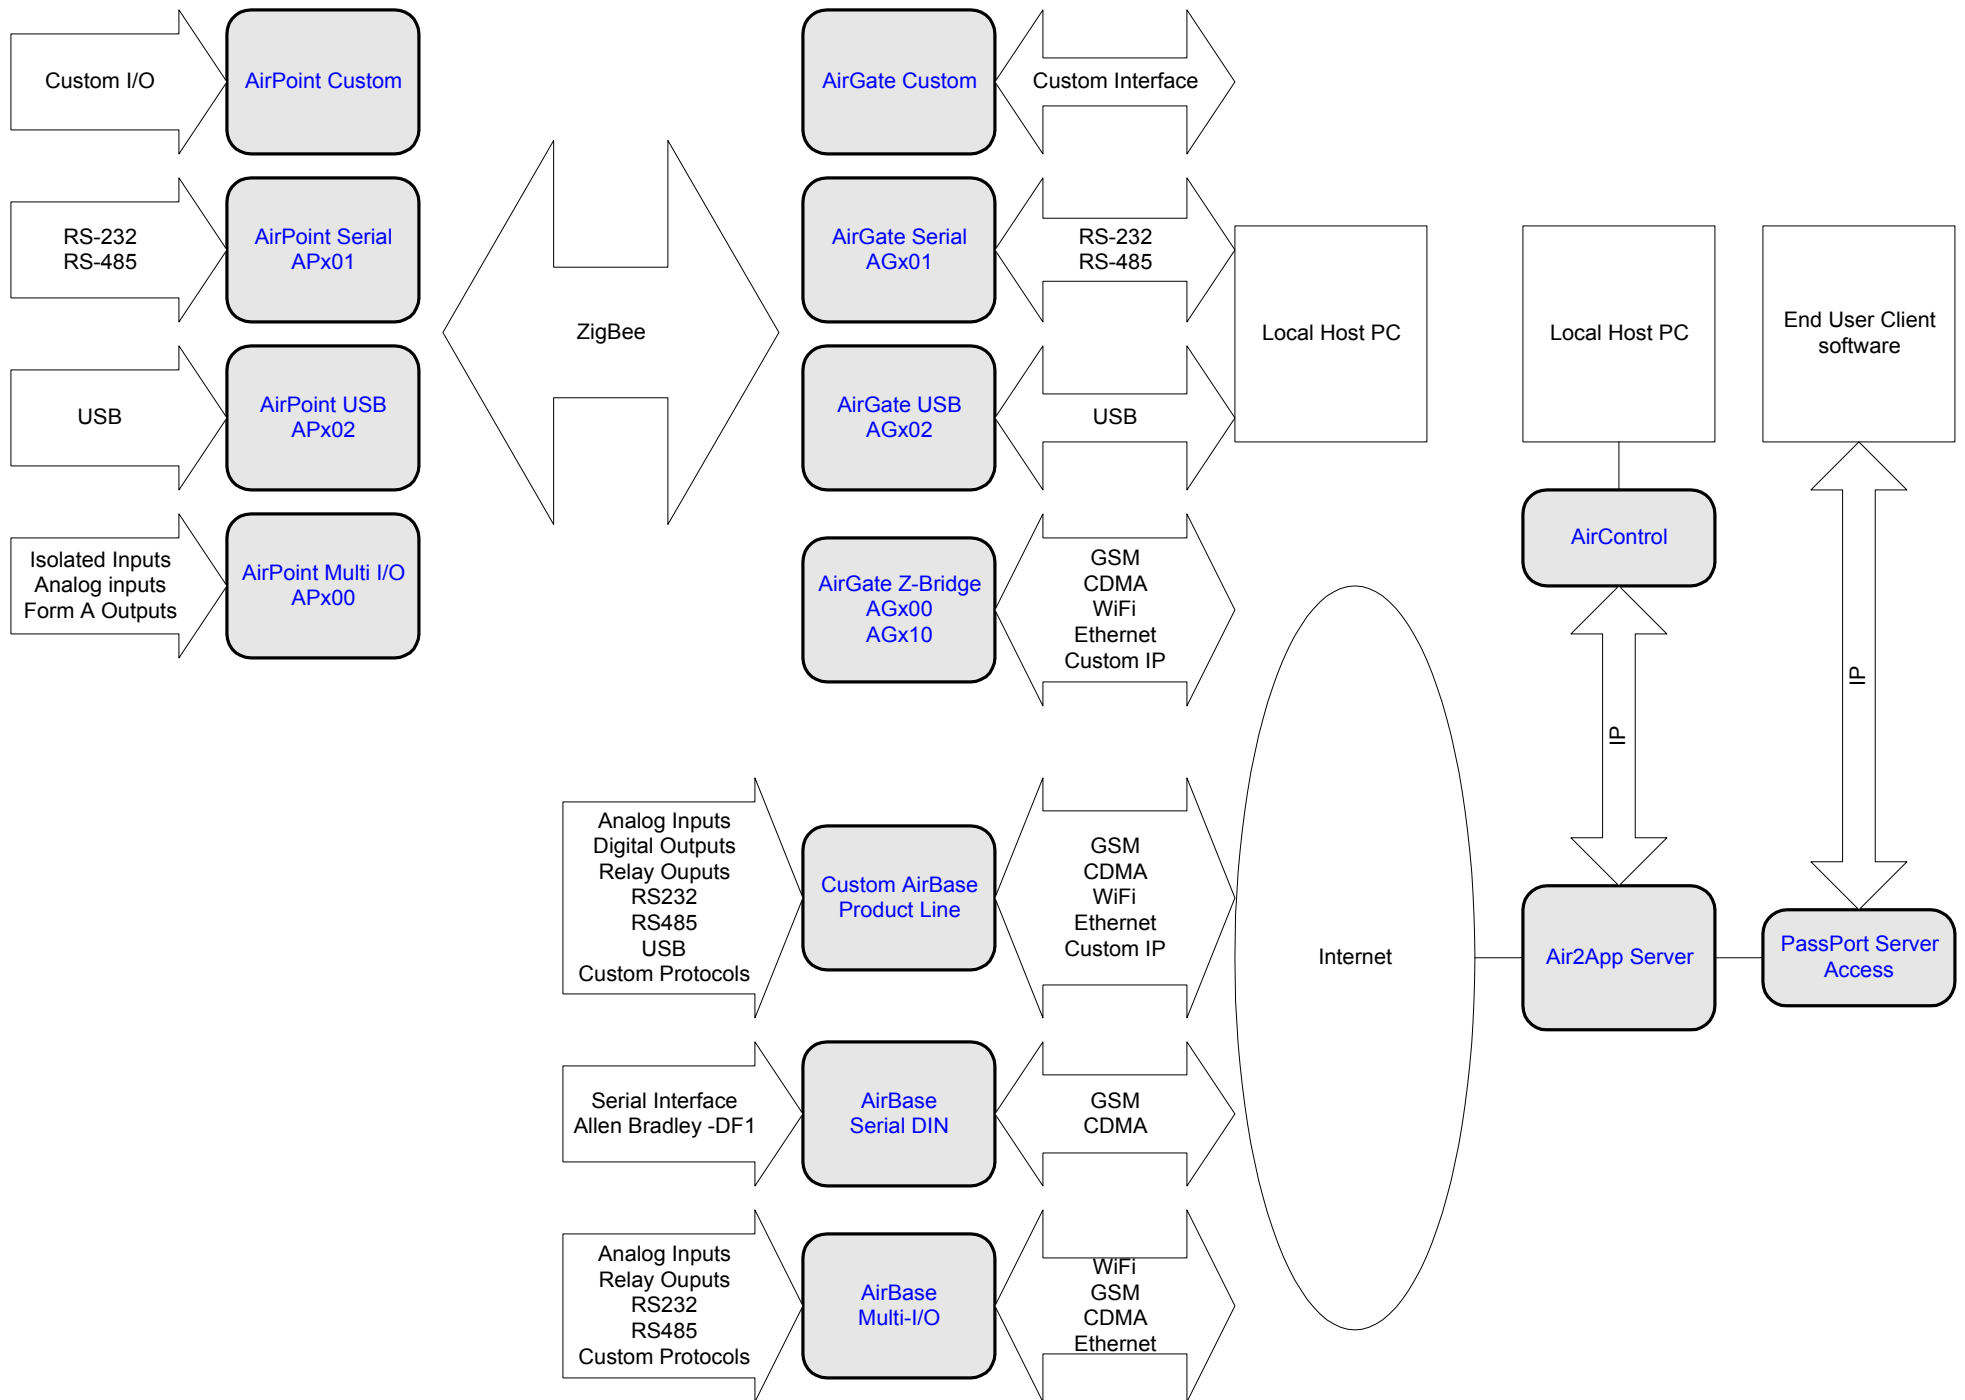 Custom I/O
AirPoint Custom
AirGate Custom
Custom Interface
RS-232
RS-485
AirPoint Serial
APx01
AirGate Serial
AGx01
RS-232
RS-485
USB
AirPoint USB
APx02
ZigBee
AirGate USB
AGx02
USB
Local Host PC
Local Host PC
End User Client
software
Isolated Inputs
Analog inputs
Form A Outputs
AirPoint Multi I/O
APx00
AirGate Z-Bridge
AGx00
AGx10
GSM
CDMA
WiFi
Ethernet
Custom IP
AirControl
IP
IP
Analog Inputs
Digital Outputs
Relay Ouputs
RS232
RS485
USB
Custom Protocols
Custom AirBase
Product Line
GSM
CDMA
WiFi
Ethernet
Custom IP
Internet
Air2App Server
PassPort Server
Access
Serial Interface
Allen Bradley -DF1
AirBase
Serial DIN
GSM
CDMA
Analog Inputs
Relay Ouputs
RS232
RS485
Custom Protocols
AirBase
Multi-I/O
WiFi
GSM
CDMA
Ethernet